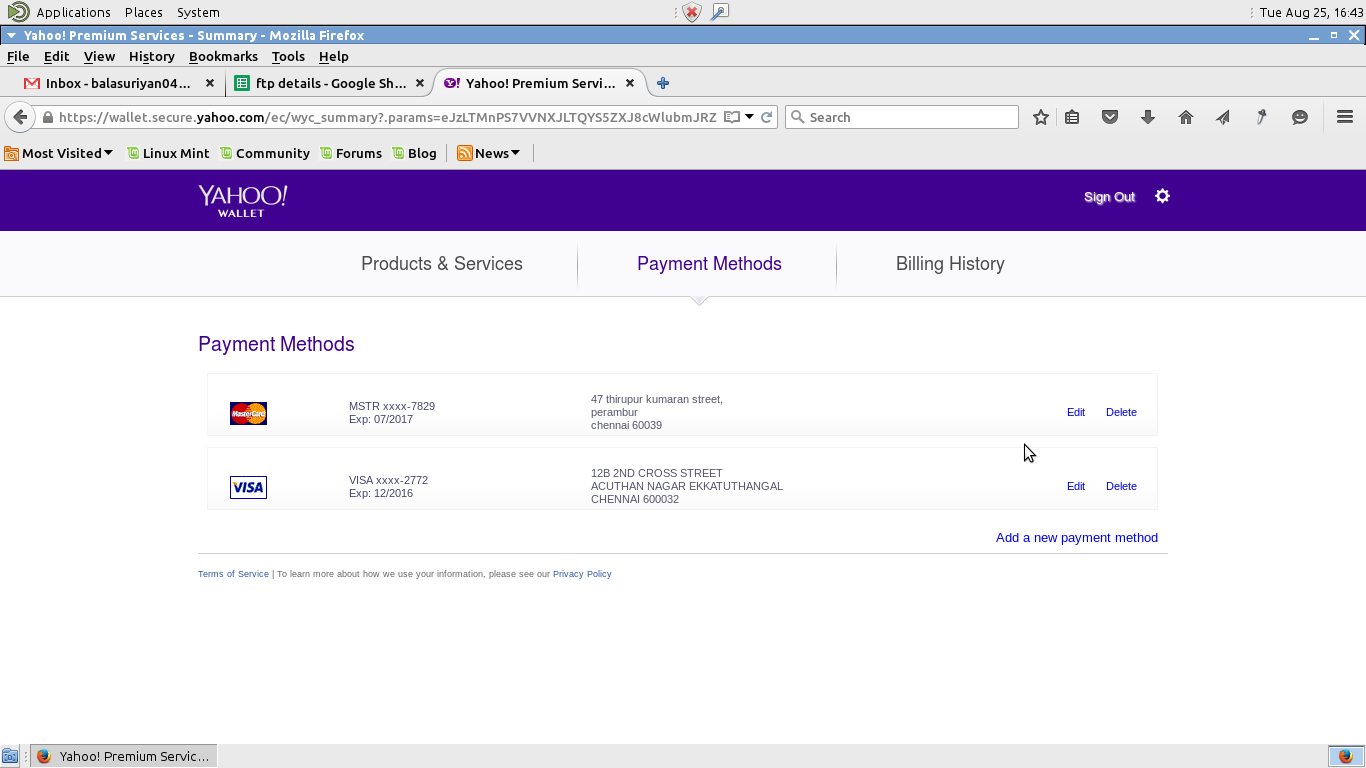 Applications Places System Tue Aug 25, 16:43
Yahoo! Premium Services - Summary - Mozilla Firefox
File Edit View History Bookmarks Tools Help
Inbox - balasuriyan04... ftp details - Google Sh... Y! Yahoo! Premium Servi...
https://wallet.secure.yahoo.com/ec/wyc_summary?.params=eJzLTMnPS7VVNXJLTQYS5ZXJ8cWlubmJRZ Search
Most Visited Linux Mint Community Forums Blog News
YAHOO!
WALLET
Sign Out
Products & Services Payment Methods Billing History
Payment Methods
MasterCard
MSTR xxxx-7829
Exp: 07/2017
47 thirupur kumaran street,
perambur
chennai 60039
Edit Delete
VISA
VISA xxxx-2772
Exp: 12/2016
12B 2ND CROSS STREET
ACUTHAN NAGAR EKKATUTHANGAL
CHENNAI 600032
Edit Delete
Add a new payment method
Terms of Service | To learn more about how we use your information, please see our Privacy Policy
Yahoo! Premium Servic...